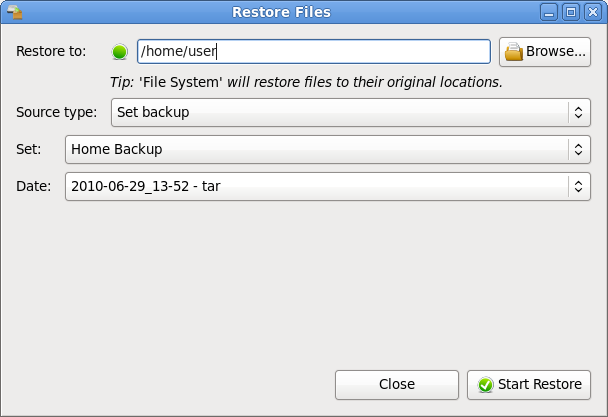 Restore Files
Restore to: /home/user Browse...
Tip: 'File System' will restore files to their original locations.
Source type: Set backup
Set: Home Backup
Date: 2010-06-29_13-52 - tar
Close Start Restore